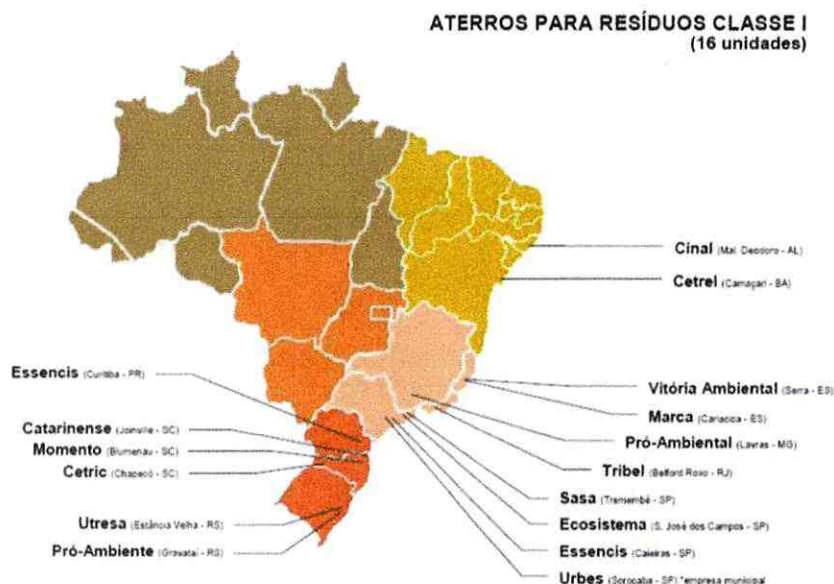 ATERROS PARA RESÍDUOS CLASSE I
(16 unidades)
Cinal (Mal. Deodoro - AL)
Cetrel (Camaçari - BA)
Essencis (Curitiba - PR)
Vitória Ambiental (Serra - ES)
Marca (Cariacica - ES)
Catarinense (Joinville - SC)
Momento (Blumenau - SC)
Cetric (Chapecó - SC)
Pró-Ambiental (Lavras - MG)
Tribel (Belford Roxo - RJ)
Sasa (Tremembé - SP)
Utresa (Estância Velha - RS)
Ecosistema (S. José dos Campos - SP)
Pró-Ambiente (Gravataí - RS)
Essencis (Caieiras - SP)
Urbes (Sorocaba - SP) *empresa municipal